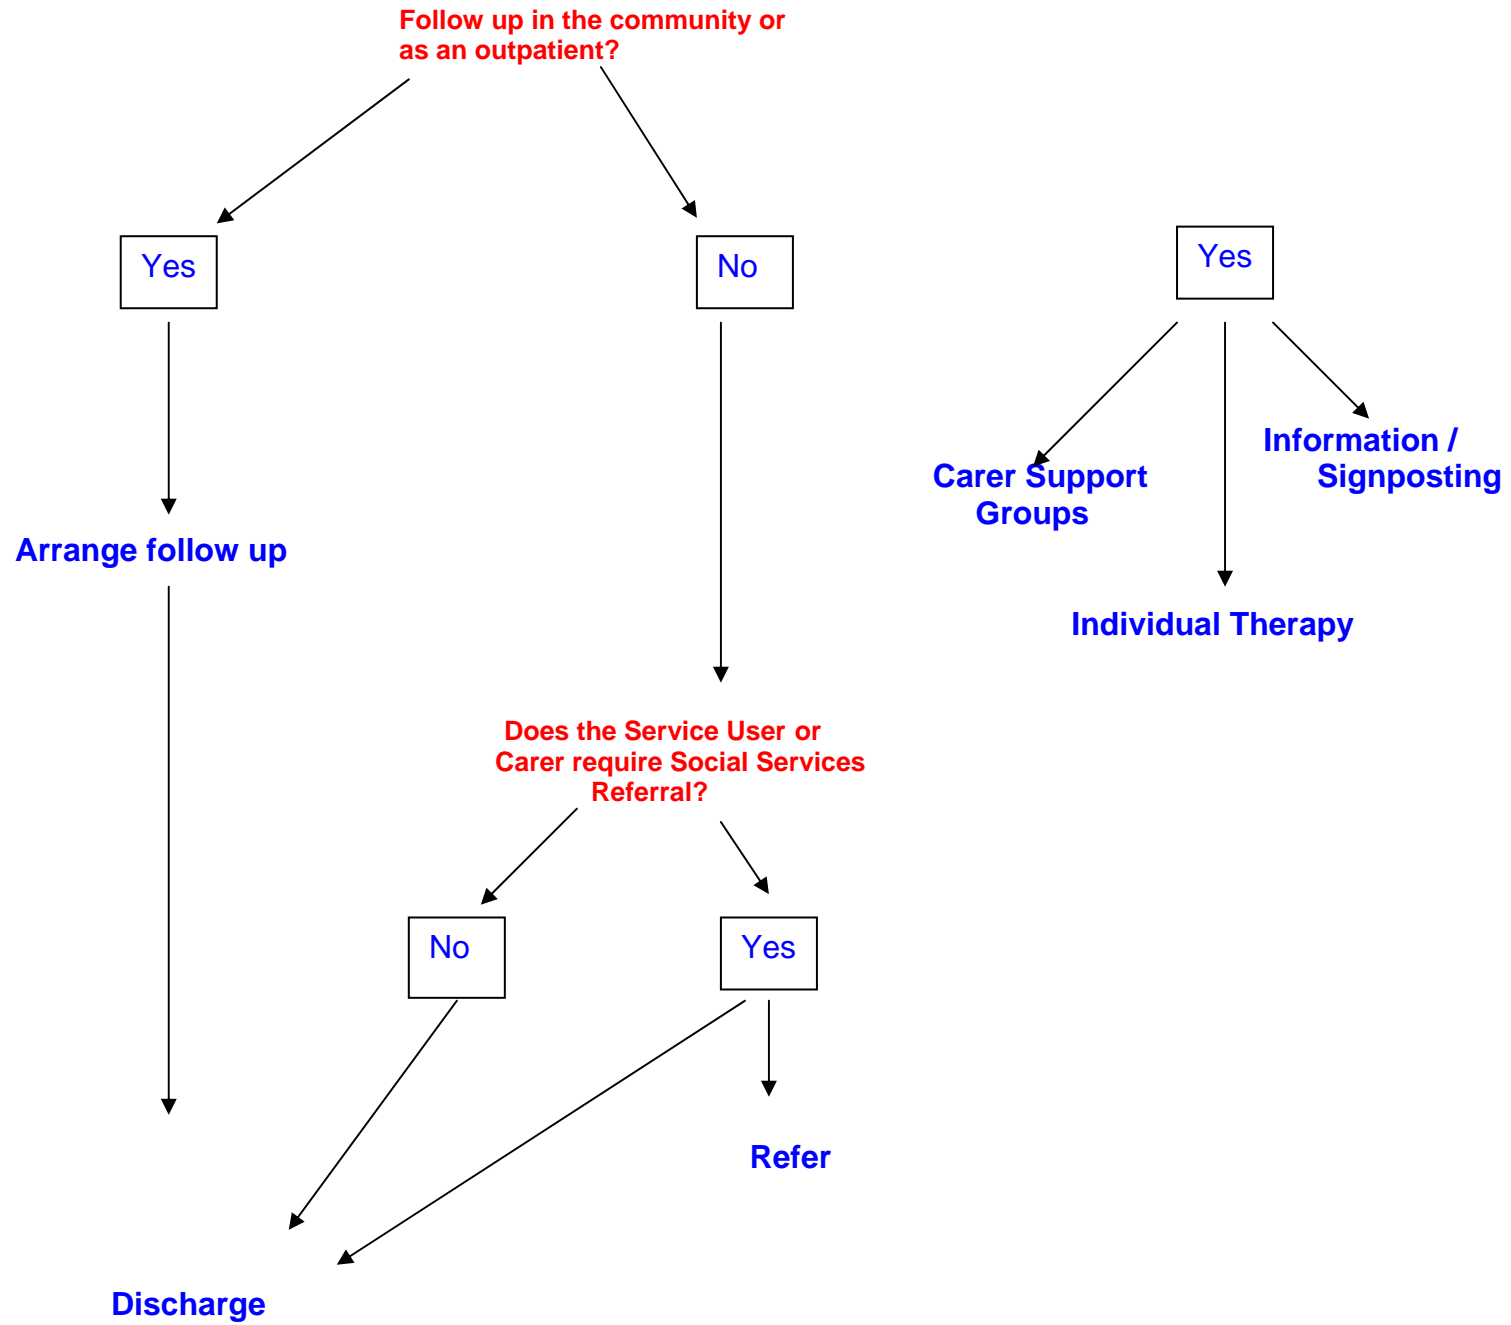 Follow up in the community or
as an outpatient?
Yes
No
Yes
Information /
Signposting
Carer Support
Groups
Arrange follow up
Individual Therapy
Does the Service User or
Carer require Social Services
Referral?
No
Yes
Refer
Discharge